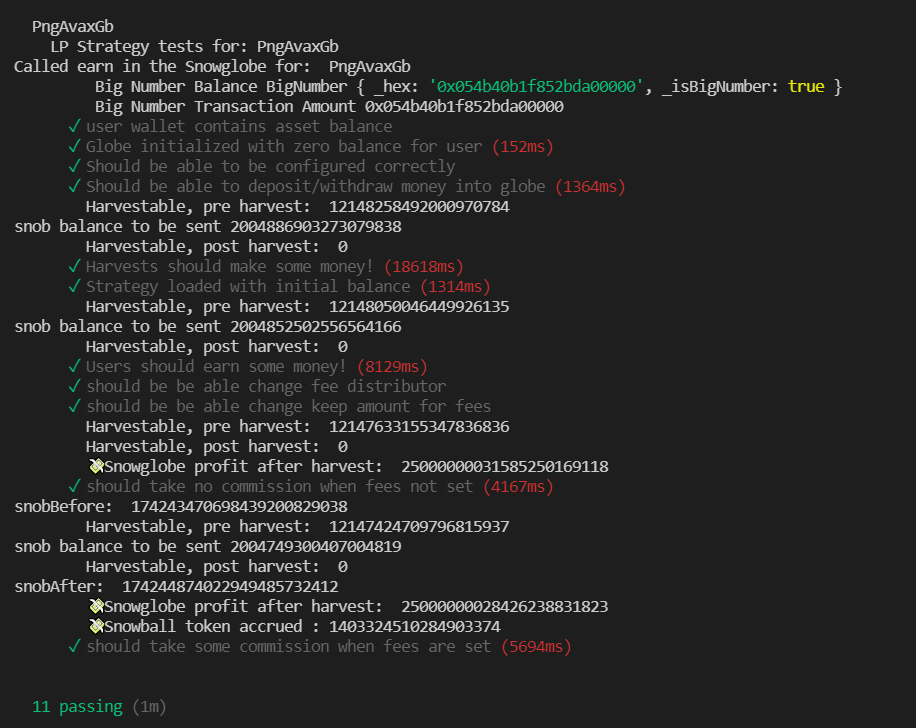 PngAvaxGb
LP Strategy tests for: PngAvaxGb
Called earn in the Snowglobe for:  PngAvaxGb
Big Number Balance BigNumber { _hex: '0x054b40b1f852bda00000', _isBigNumber: true }
Big Number Transaction Amount 0x054b40b1f852bda00000
✓ user wallet contains asset balance
✓ Globe initialized with zero balance for user (152ms)
✓ Should be able to be configured correctly
✓ Should be able to deposit/withdraw money into globe (1364ms)
Harvestable, pre harvest:  12148258492000970784
snob balance to be sent 2004886903273079838
Harvestable, post harvest:  0
✓ Harvests should make some money! (18618ms)
✓ Strategy loaded with initial balance (1314ms)
Harvestable, pre harvest:  12148050046449926135
snob balance to be sent 2004852502556564166
Harvestable, post harvest:  0
✓ Users should earn some money! (8129ms)
✓ should be be able change fee distributor
✓ should be be able change keep amount for fees
Harvestable, pre harvest:  12147633155347836836
Harvestable, post harvest:  0
💸Snowglobe profit after harvest:  25000000031585250169118
✓ should take no commission when fees not set (4167ms)
snobBefore:  174243470698439200829038
Harvestable, pre harvest:  12147424709796815937
snob balance to be sent 2004749300407004819
Harvestable, post harvest:  0
snobAfter:  174244874022949485732412
💸Snowglobe profit after harvest:  25000000028426238831823
💸Snowball token accrued : 1403324510284903374
✓ should take some commission when fees are set (5694ms)
11 passing (1m)